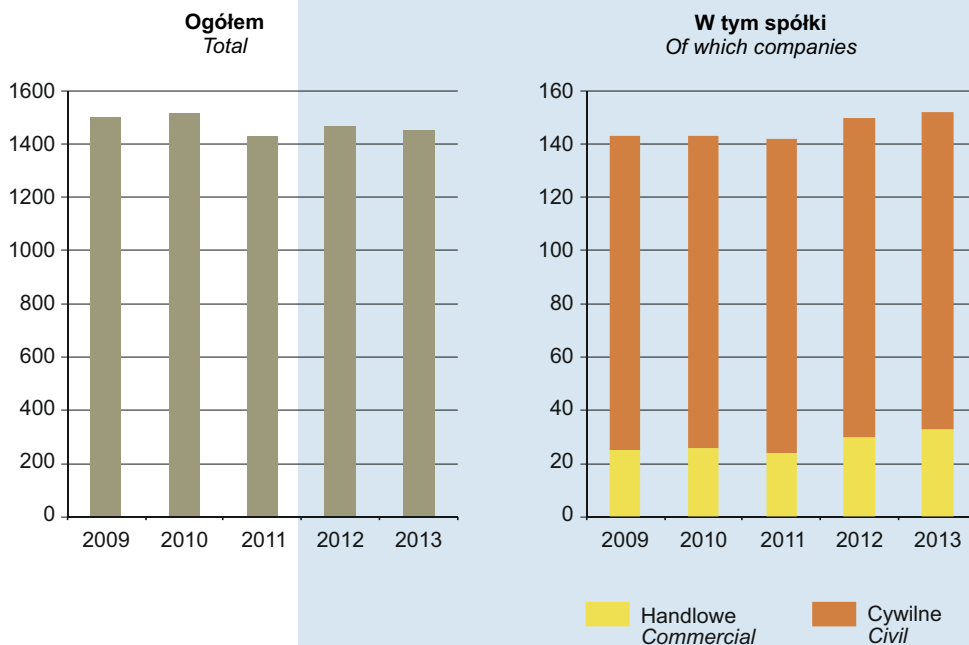 Ogółem
Total
1600
1400
1200
1000
800
600
400
200
0
2009 2010 2011 2012 2013
W tym spółki
Of which companies
160
140
120
100
80
60
40
20
0
2009 2010 2011 2012 2013
Handlowe
Commercial
Cywilne
Civil